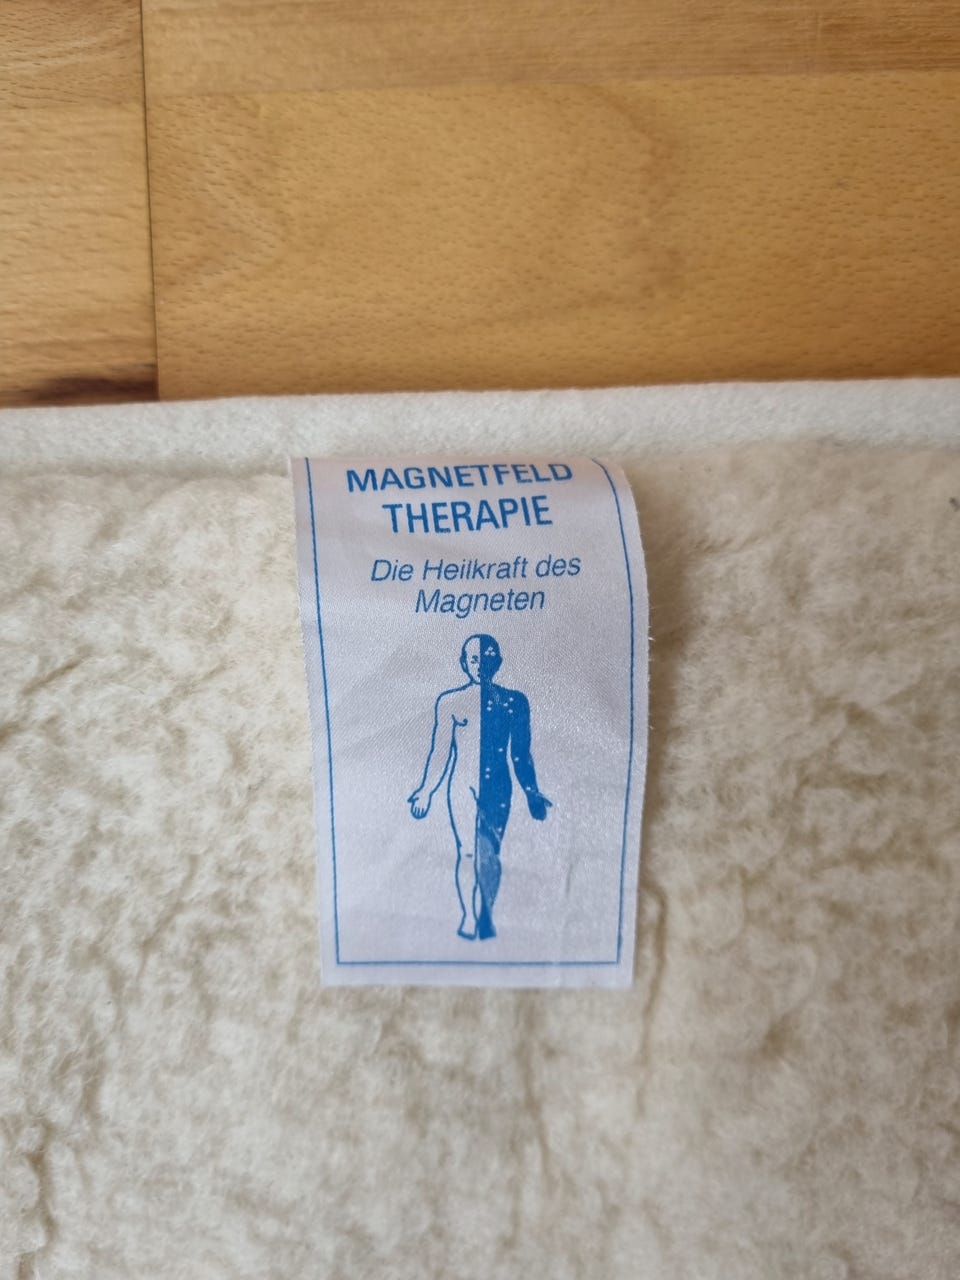 MAGNETFELD
THERAPIE
Die Heilkraft des
Magneten